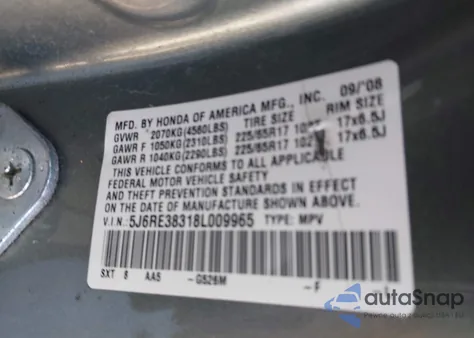 MFD. BY HONDA OF AMERICA MFG., INC. 09/'08
GVWR 2070KG(4580LBS) TIRE SIZE RIM SIZE
GAWR F 1050KG(2310LBS) 225/65R17 17x6.5J
GAWR R 1040KG(2290LBS) 225/65R17 17x6.5J
THIS VEHICLE CONFORMS TO ALL APPLICABLE
FEDERAL MOTOR VEHICLE SAFETY
AND THEFT PREVENTION STANDARDS IN EFFECT
ON THE DATE OF MANUFACTURE SHOWN ABOVE.
V.I.N: 5J6RE38318L009965 TYPE: MPV
SXT S AA5 -G526M -F
autoSnap